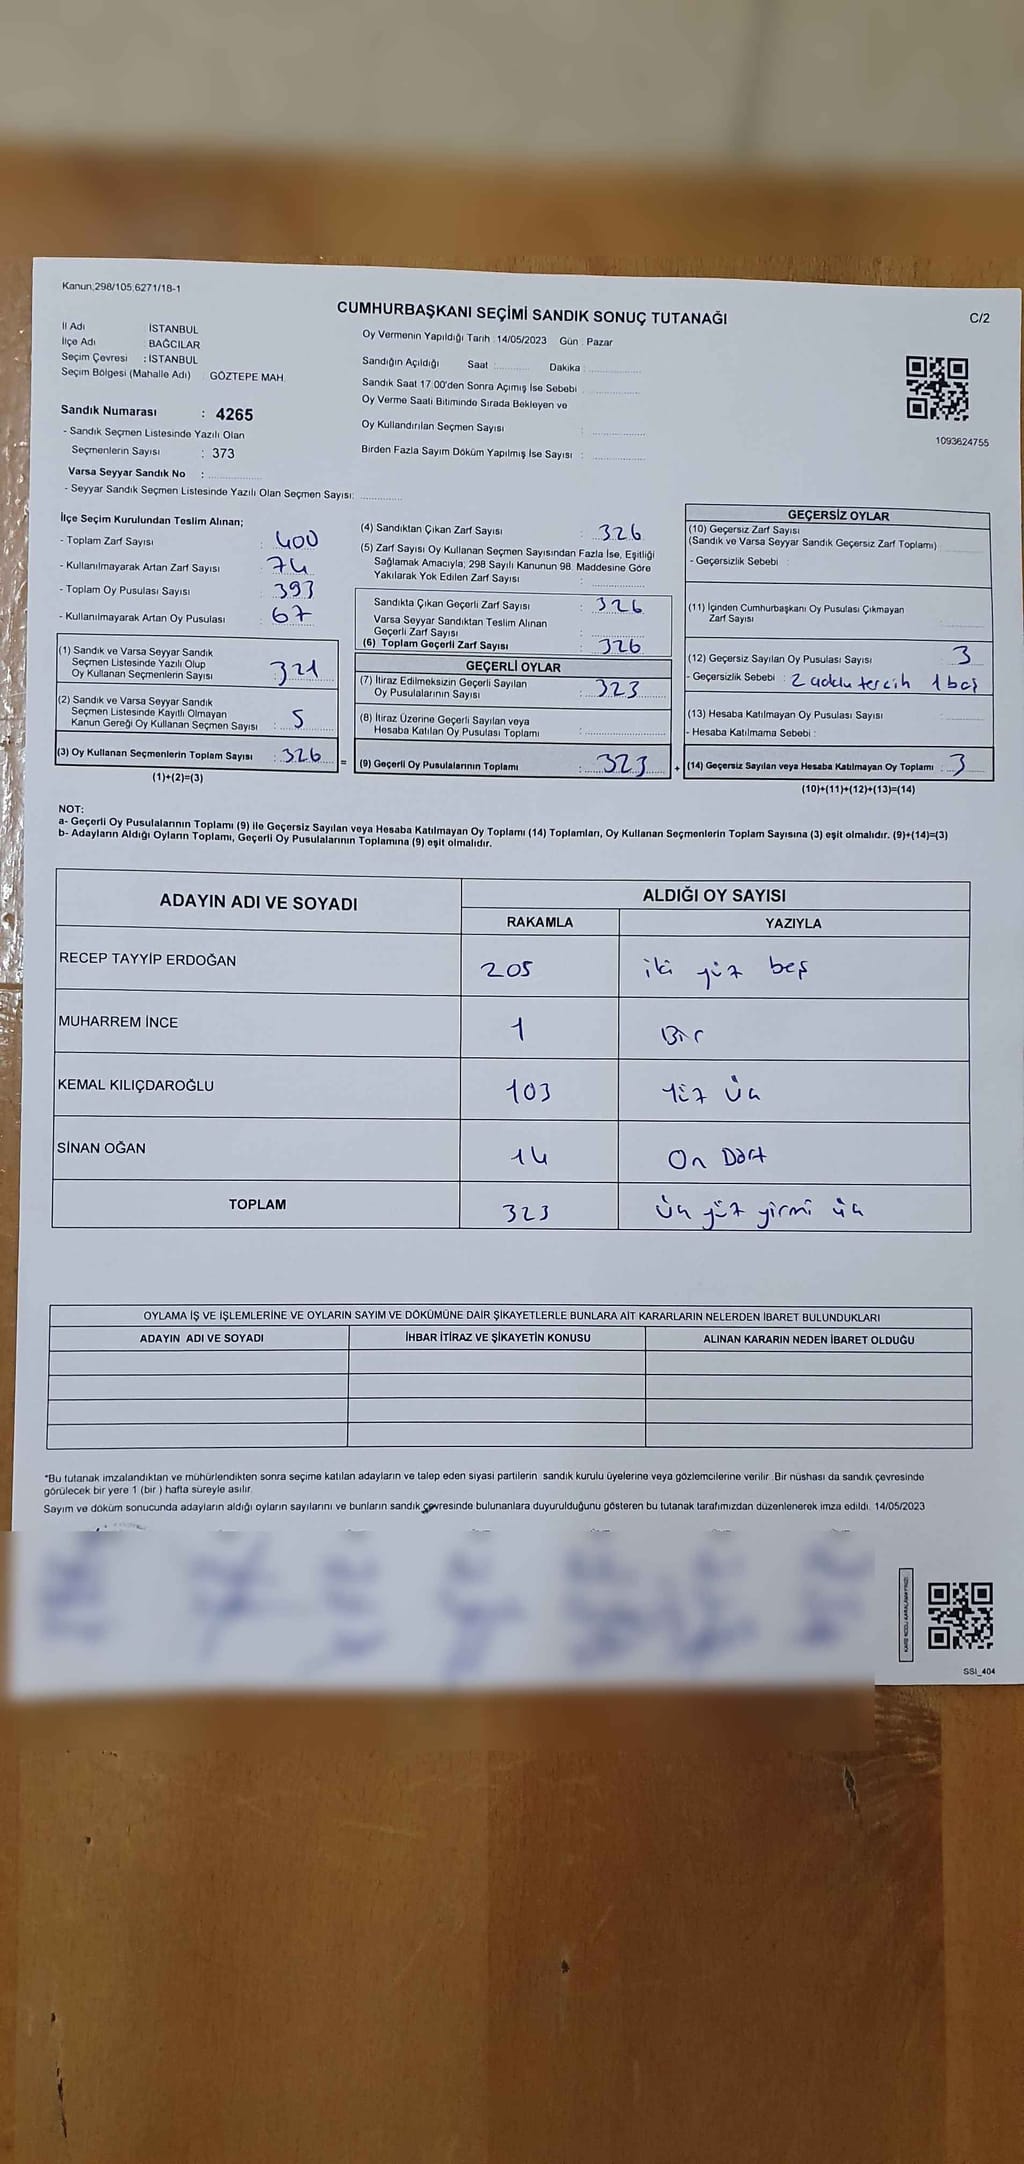 Kanun;298/105;6271/18-1
CUMHURBAŞKANI SEÇİMİ SANDIK SONUÇ TUTANAĞI
C/2
İl Adı İSTANBUL
İlçe Adı : BAĞCILAR
Seçim Çevresi : İSTANBUL
Seçim Bölgesi (Mahalle Adı) GÖZTEPE MAH.
Sandık Numarası : 4265
- Sandık Seçmen Listesinde Yazılı Olan
Seçmenlerin Sayısı : 373
Varsa Seyyar Sandık No :
- Seyyar Sandık Seçmen Listesinde Yazılı Olan Seçmen Sayısı:
Oy Vermenin Yapıldığı Tarih : 14/05/2023 Gün : Pazar
Sandığın Açıldığı Saat : Dakika :
Sandık Saat 17:00'den Sonra Açımış İse Sebebi
Oy Verme Saati Bitiminde Sırada Bekleyen ve
Oy Kullandırılan Seçmen Sayısı :
Birden Fazla Sayım Döküm Yapılmış İse Sayısı :
1093624755
İlçe Seçim Kurulundan Teslim Alınan;
- Toplam Zarf Sayısı : 400
- Kullanılmayarak Artan Zarf Sayısı : 74
- Toplam Oy Pusulası Sayısı : 393
- Kullanılmayarak Artan Oy Pusulası : 67
(1) Sandık ve Varsa Seyyar Sandık
Seçmen Listesinde Yazılı Olup
Oy Kullanan Seçmenlerin Sayısı : 321
(2) Sandık ve Varsa Seyyar Sandık
Seçmen Listesinde Kayıtlı Olmayan
Kanun Gereği Oy Kullanan Seçmen Sayısı : 5
(3) Oy Kullanan Seçmenlerin Toplam Sayısı : 326
(1)+(2)=(3)
=
(4) Sandıktan Çıkan Zarf Sayısı : 326
(5) Zarf Sayısı Oy Kullanan Seçmen Sayısından Fazla İse, Eşitliği
Sağlamak Amacıyla; 298 Sayılı Kanunun 98. Maddesine Göre
Yakılarak Yok Edilen Zarf Sayısı :
Sandıkta Çıkan Geçerli Zarf Sayısı : 326
Varsa Seyyar Sandıktan Teslim Alınan
Geçerli Zarf Sayısı :
(6) Toplam Geçerli Zarf Sayısı : 326
GEÇERLİ OYLAR
(7) İtiraz Edilmeksizin Geçerli Sayılan
Oy Pusulalarının Sayısı : 323
(8) İtiraz Üzerine Geçerli Sayılan veya
Hesaba Katılan Oy Pusulası Toplamı :
(9) Geçerli Oy Pusulalarının Toplamı : 323
+
GEÇERSİZ OYLAR
(10) Geçersiz Zarf Sayısı
(Sandık ve Varsa Seyyar Sandık Geçersiz Zarf Toplamı)
- Geçersizlik Sebebi :
(11) İçinden Cumhurbaşkanı Oy Pusulası Çıkmayan
Zarf Sayısı
(12) Geçersiz Sayılan Oy Pusulası Sayısı 3
- Geçersizlik Sebebi : 2 tercih 1
(13) Hesaba Katılmayan Oy Pusulası Sayısı
- Hesaba Katılmama Sebebi :
(14) Geçersiz Sayılan veya Hesaba Katılmayan Oy Toplamı : 3
(10)+(11)+(12)+(13)=(14)
NOT:
a- Geçerli Oy Pusulalarının Toplamı (9) ile Geçersiz Sayılan veya Hesaba Katılmayan Oy Toplamı (14) Toplamları, Oy Kullanan Seçmenlerin Toplam Sayısına (3) eşit olmalıdır. (9)+(14)=(3)
b- Adayların Aldığı Oyların Toplamı, Geçerli Oy Pusulalarının Toplamına (9) eşit olmalıdır.
ADAYIN ADI VE SOYADI ALDIĞI OY SAYISI
RAKAMLA YAZIYLA
RECEP TAYYİP ERDOĞAN 205 iki yüz beş
MUHARREM İNCE 1 Bir
KEMAL KILIÇDAROĞLU 103 Yüz üç
SİNAN OĞAN 14 On Dört
TOPLAM 323 üç yüz yirmi üç
OYLAMA İŞ VE İŞLEMLERİNE VE OYLARIN SAYIM VE DÖKÜMÜNE DAİR ŞİKAYETLERLE BUNLARA AİT KARARLARIN NELERDEN İBARET BULUNDUKLARI
ADAYIN ADI VE SOYADI İHBAR İTİRAZ VE ŞİKAYETİN KONUSU ALINAN KARARIN NEDEN İBARET OLDUĞU
*Bu tutanak imzalandıktan ve mühürlendikten sonra seçime katılan adayların ve talep eden siyasi partilerin sandık kurulu üyelerine veya gözlemcilerine verilir. Bir nüshası da sandık çevresinde
görülecek bir yere 1 (bir ) hafta süreyle asılır.
Sayım ve döküm sonucunda adayların aldığı oyların sayılarını ve bunların sandık çevresinde bulunanlara duyurulduğunu gösteren bu tutanak tarafımızdan düzenlenerek imza edildi. 14/05/2023
SSI_404